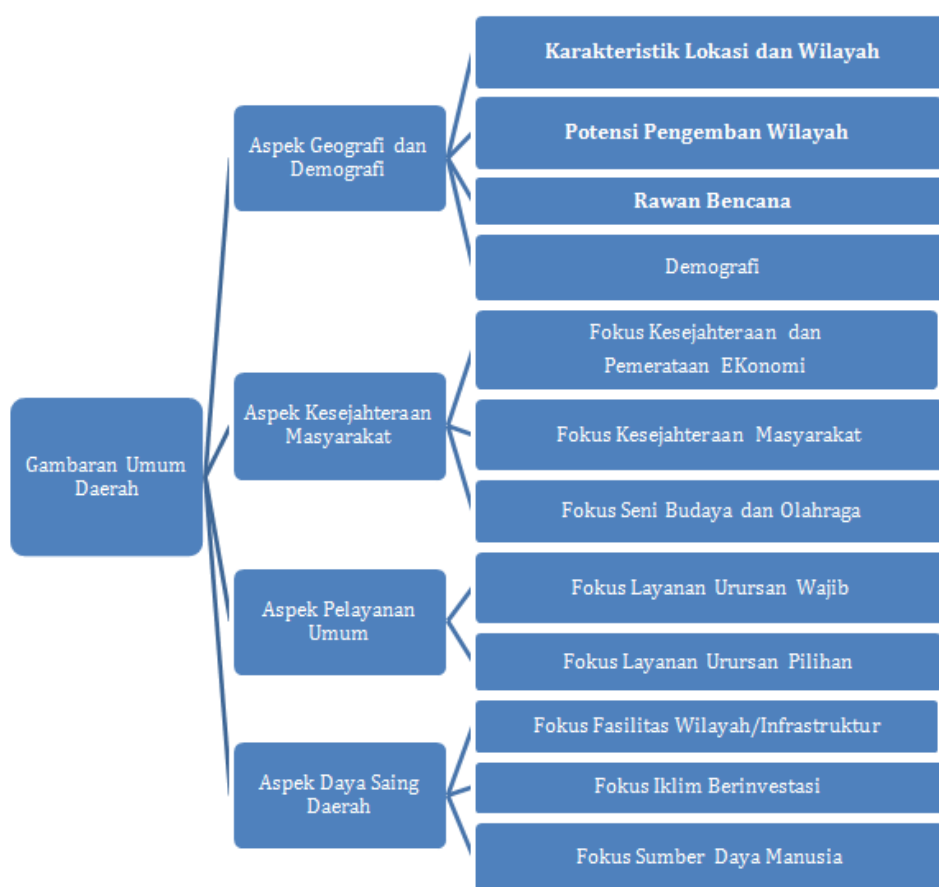 Gambaran Umum
Daerah
Aspek Geografi dan
Demografi
Karakteristik Lokasi dan Wilayah
Potensi Pengemban Wilayah
Rawan Bencana
Demografi
Aspek Kesejahteraan
Masyarakat
Fokus Kesejahteraan dan
Pemerataan EKonomi
Fokus Kesejahteraan Masyarakat
Fokus Seni Budaya dan Olahraga
Aspek Pelayanan
Umum
Fokus Layanan Urursan Wajib
Fokus Layanan Urursan Pilihan
Aspek Daya Saing
Daerah
Fokus Fasilitas Wilayah/Infrastruktur
Fokus Iklim Berinvestasi
Fokus Sumber Daya Manusia